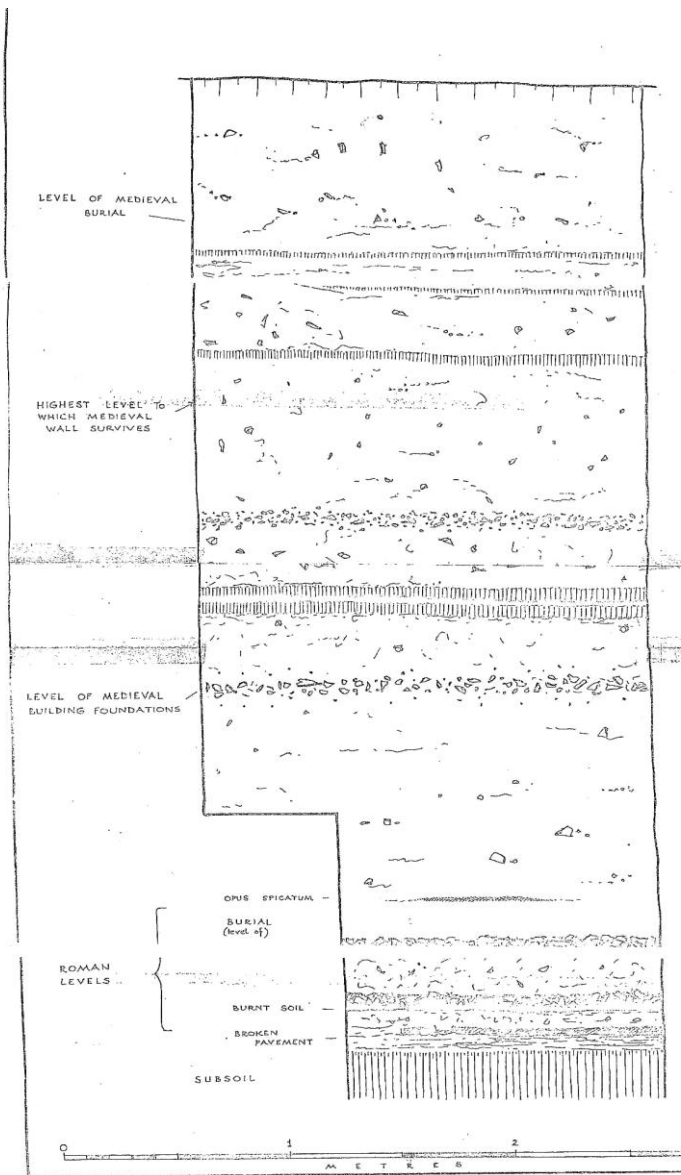 LEVEL OF MEDIEVAL
BURIAL
HIGHEST LEVEL TO
WHICH MEDIEVAL
WALL SURVIVES
LEVEL OF MEDIEVAL
BUILDING FOUNDATIONS
OPUS SPICATUM
BURIAL
(level of)
ROMAN
LEVELS
BURNT SOIL
BROKEN
PAVEMENT
SUBSOIL
0 1 2
METRES